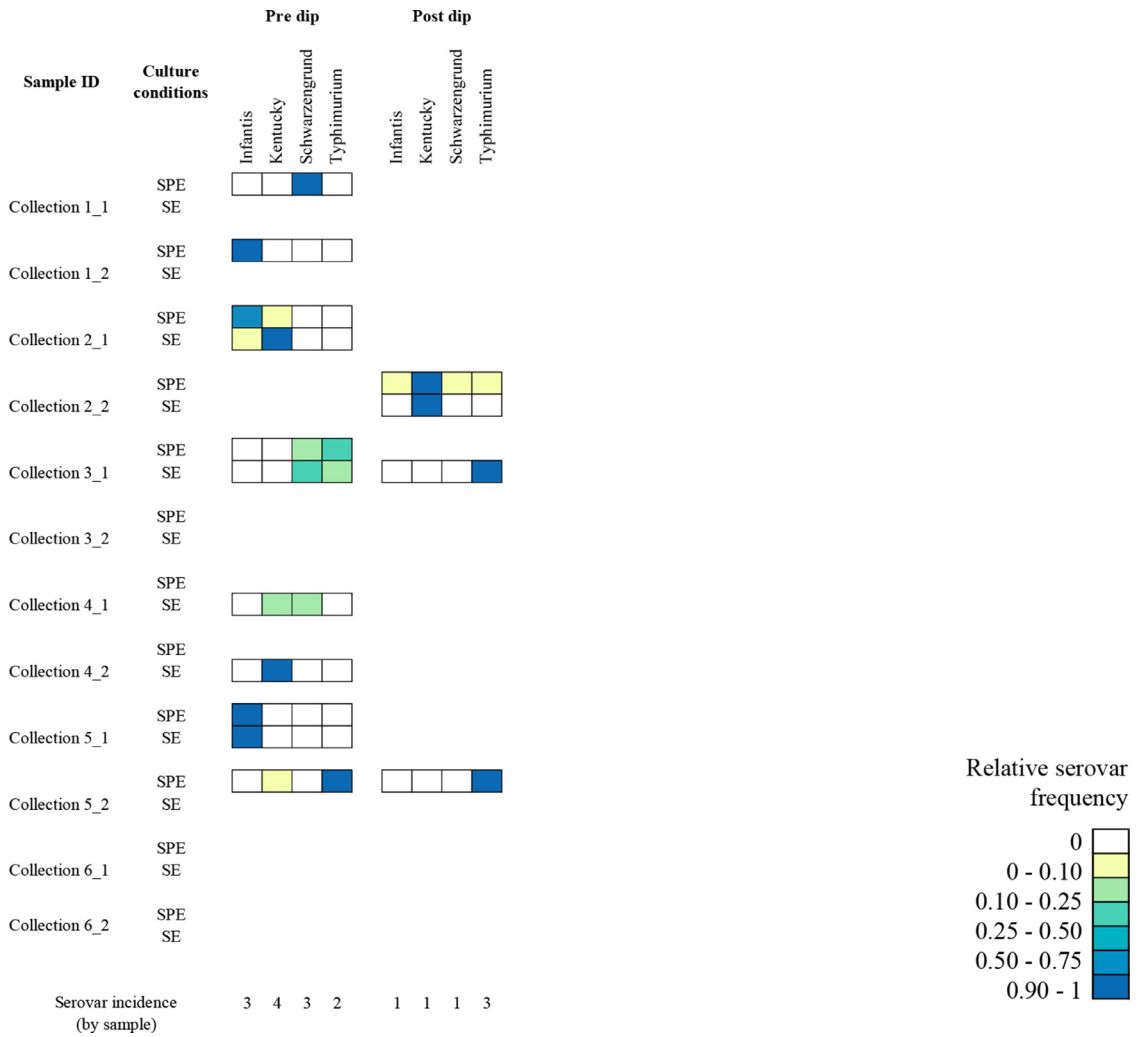 Pre dip Post dip
Sample ID
Culture
conditions
Infantis Kentucky Schwarzengrund Typhimurium Infantis Kentucky Schwarzengrund Typhimurium
SPE
Collection 1_1 SE
SPE
Collection 1_2 SE
SPE
Collection 2_1 SE
SPE
Collection 2_2 SE
SPE
Collection 3_1 SE
SPE
Collection 3_2 SE
SPE
Collection 4_1 SE
SPE
Collection 4_2 SE
SPE
Collection 5_1 SE
SPE
Collection 5_2 SE
SPE
Collection 6_1 SE
SPE
Collection 6_2
SE
Relative serovar
frequency
0
0 - 0.10
0.10 - 0.25
0.25 - 0.50
0.50 - 0.75
0.90 - 1
Serovar incidence 3 4 3 2 1 1 1 3
(by sample)